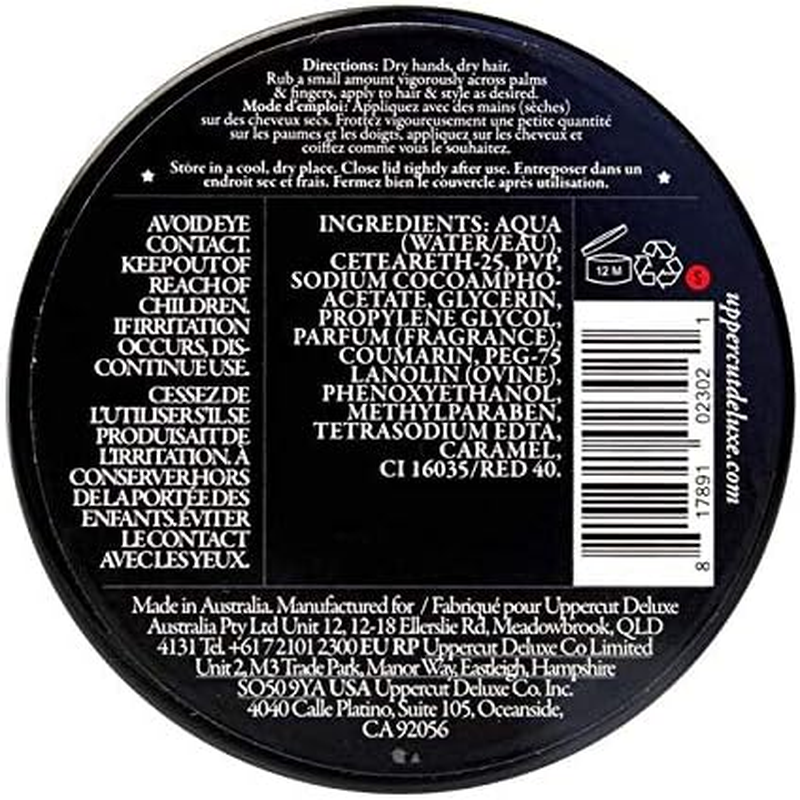 Directions: Dry hands, dry hair.
Rub a small amount vigorously across palms
& fingers, apply to hair & style as desired.
Mode d'emploi: Appliquez avec des mains (sèches)
sur des cheveux secs. Frottez vigoureusement une petite quantité
sur les paumes et les doigts, appliquez sur les cheveux et
coiffez comme vous le souhaitez.
Store in a cool, dry place. Close lid tightly after use. Entreposer dans un
endroit sec et frais. Fermez bien le couvercle après utilisation.
AVOID EYE
CONTACT.
KEEP OUT OF
REACH OF
CHILDREN.
IF IRRITATION
OCCURS, DIS-
CONTINUE USE.
CESSEZ DE
L'UTILISER S'IL SE
PRODUISAIT DE
L'IRRITATION. À
CONSERVER HORS
DE LA PORTÉE DES
ENFANTS. ÉVITER
LE CONTACT
AVEC LES YEUX.
INGREDIENTS: AQUA
(WATER/EAU),
CETEARETH-25, PVP,
SODIUM COCOAMPHO-
ACETATE, GLYCERIN,
PROPYLENE GLYCOL,
PARFUM (FRAGRANCE),
COUMARIN, PEG-75
LANOLIN (OVINE),
PHENOXYETHANOL,
METHYLPARABEN,
TETRASODIUM EDTA,
CARAMEL,
CI 16035/RED 40.
12 M
8 17891 02302 1
uppercutdeluxe.com
Made in Australia. Manufactured for / Fabriqué pour Uppercut Deluxe
Australia Pty Ltd Unit 12, 12-18 Ellerslie Rd, Meadowbrook, QLD
4131 Tel. +61 7 2101 2300 EU RP Uppercut Deluxe Co Limited
Unit 2, M3 Trade Park, Manor Way, Eastleigh, Hampshire
SO50 9YA USA Uppercut Deluxe Co. Inc.
4040 Calle Platino, Suite 105, Oceanside,
CA 92056